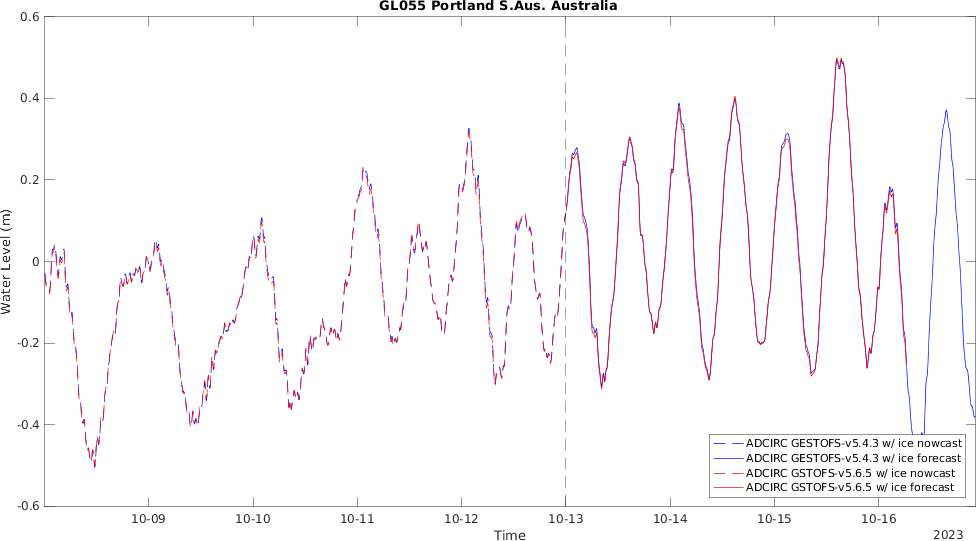 GL055 Portland S.Aus. Australia
0.6
0.4
0.2
0
-0.2
-0.4
-0.6
Water Level (m)
10-09 10-10 10-11 10-12 10-13 10-14 10-15 10-16
Time
2023
ADCIRC GESTOFS-v5.4.3 w/ ice nowcast
ADCIRC GESTOFS-v5.4.3 w/ ice forecast
ADCIRC GSTOFS-v5.6.5 w/ ice nowcast
ADCIRC GSTOFS-v5.6.5 w/ ice forecast